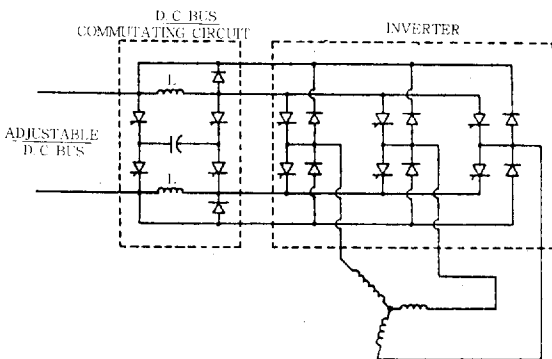 D. C BUS
COMMUTATING CIRCUIT
INVERTER
L
ADJUSTABLE
D. C BUS
L